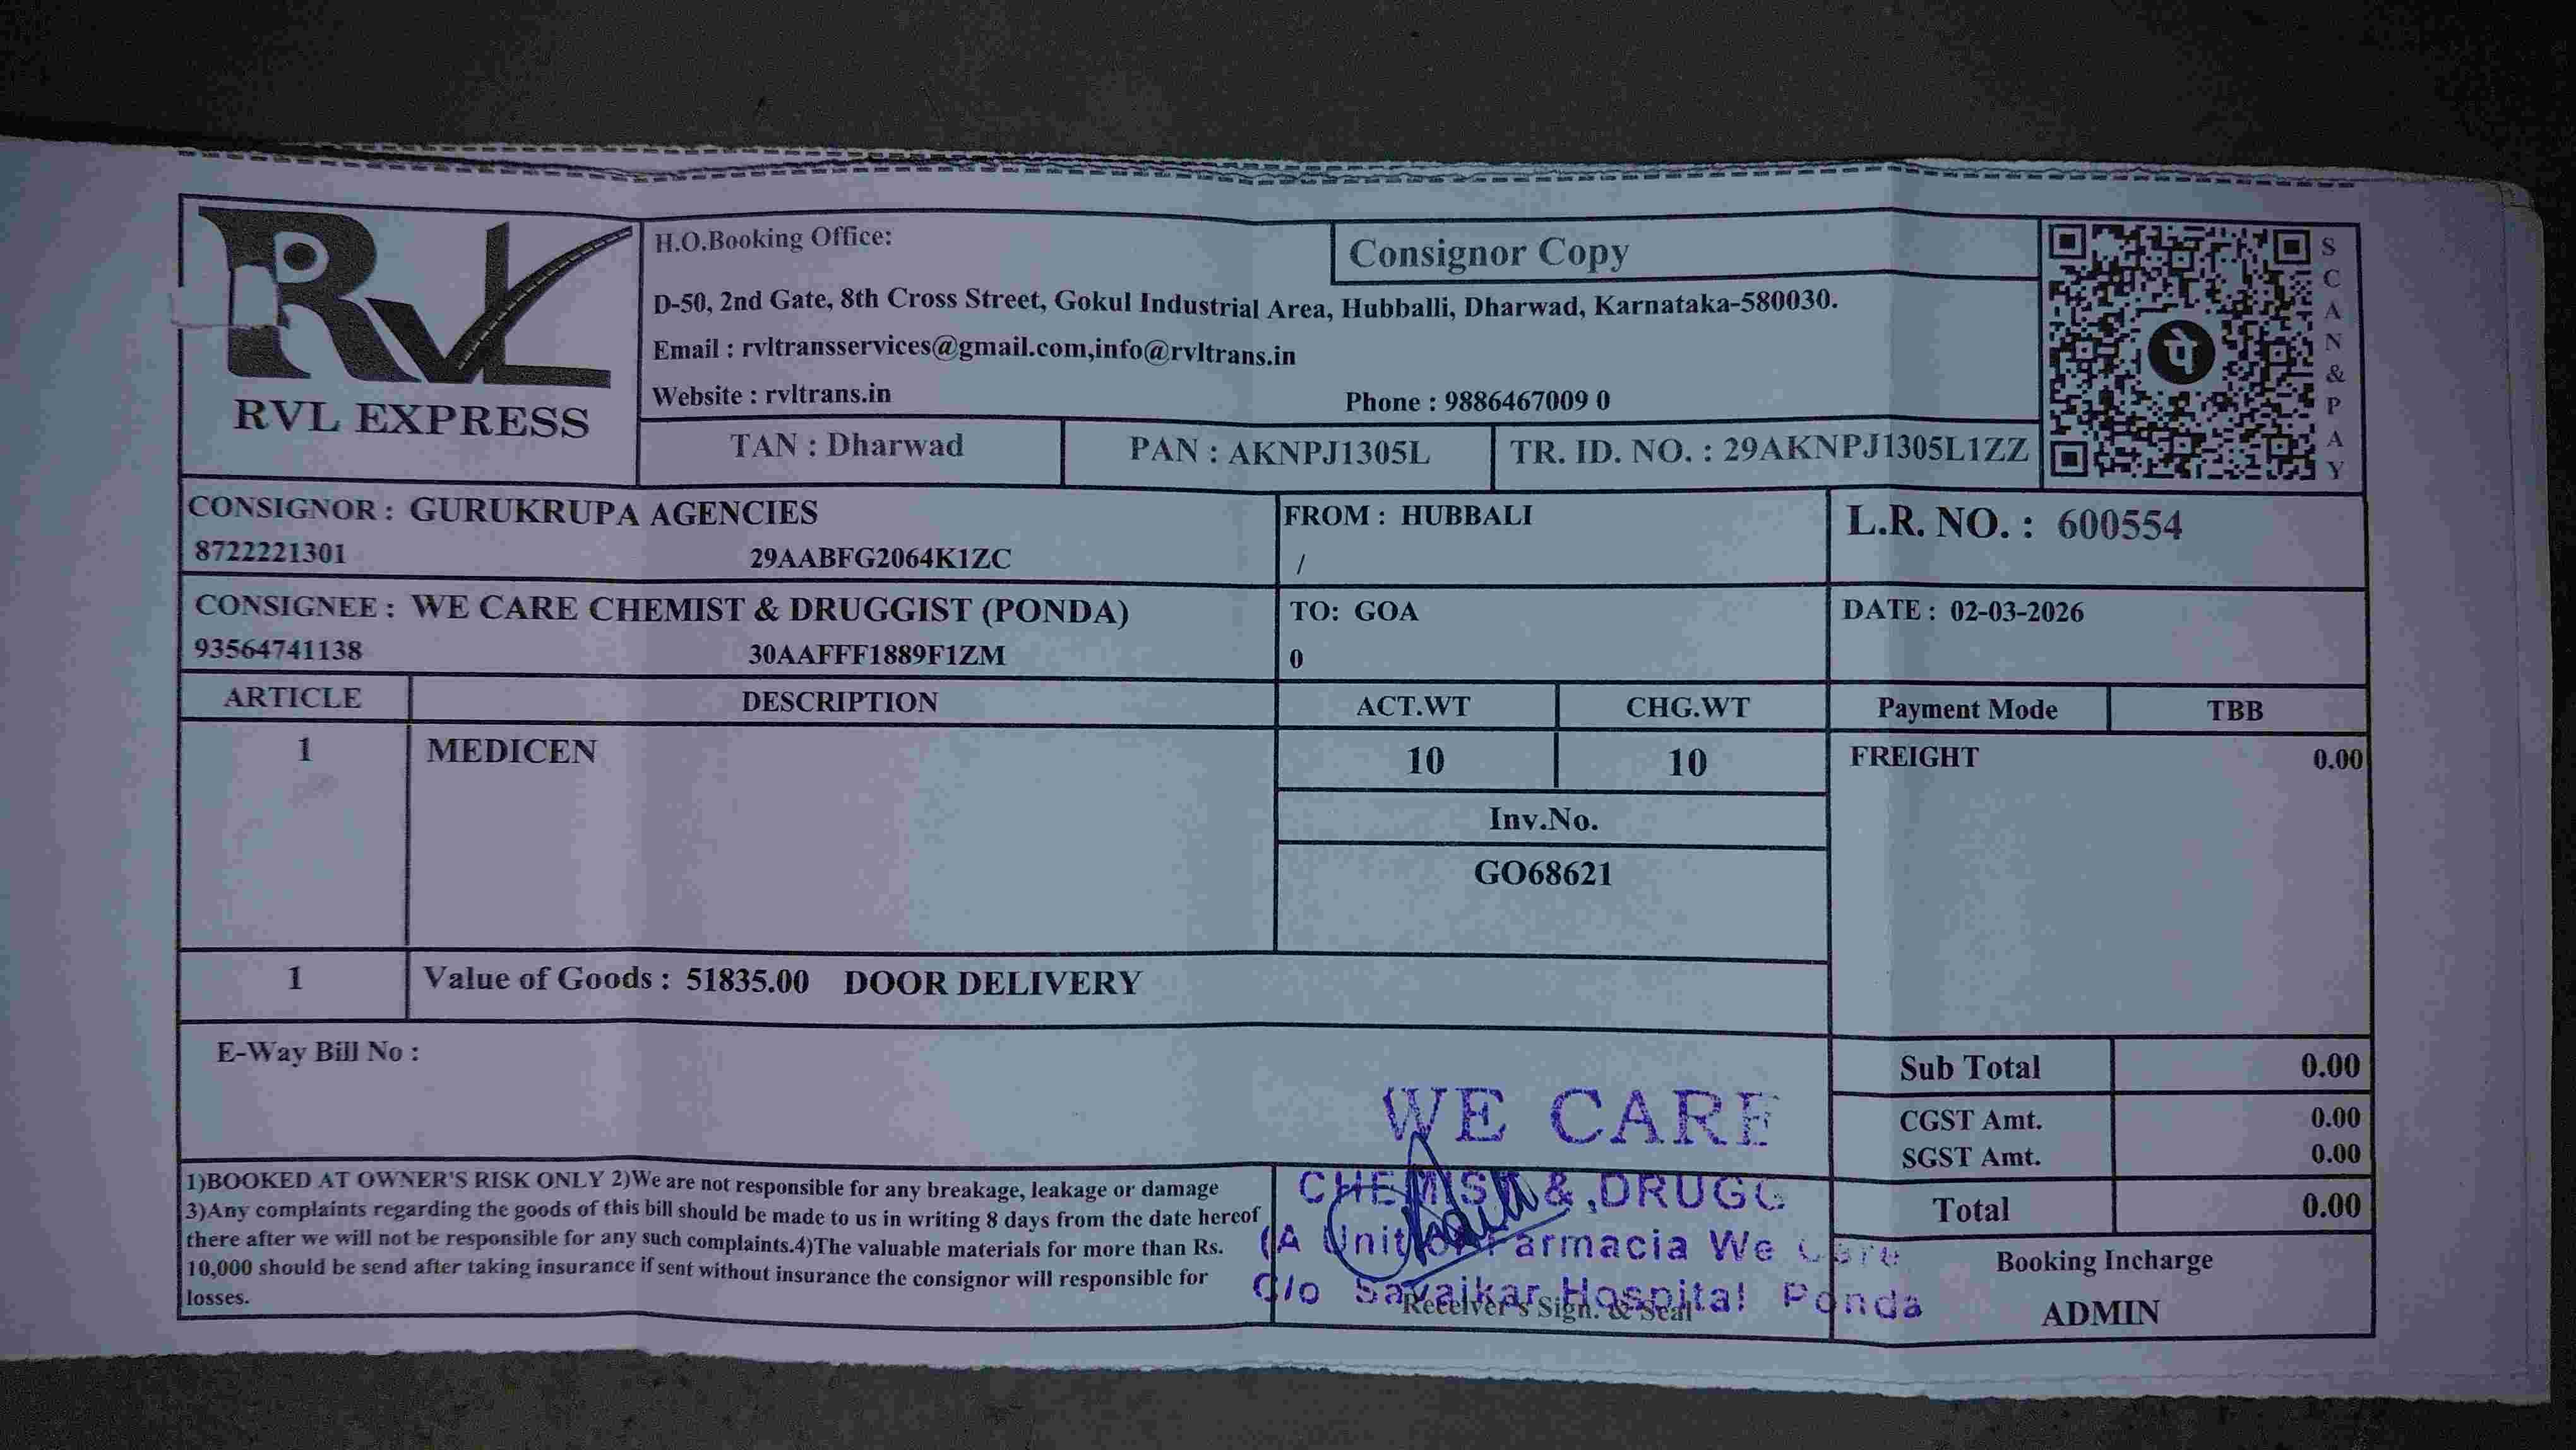 RVL
RVL EXPRESS
H.O.Booking Office:
Consignor Copy
D-50, 2nd Gate, 8th Cross Street, Gokul Industrial Area, Hubballi, Dharwad, Karnataka-580030.
Email : rvltransservices@gmail.com,info@rvltrans.in
Website : rvltrans.in
Phone : 9886467009 0
TAN : Dharwad
PAN : AKNPJ1305L
TR. ID. NO. : 29AKNPJ1305L1ZZ
पे
SCAN&PAY
CONSIGNOR : GURUKRUPA AGENCIES
8722221301 29AABFG2064K1ZC
FROM : HUBBALI
/
L.R. NO. : 600554
CONSIGNEE : WE CARE CHEMIST & DRUGGIST (PONDA)
93564741138 30AAFFF1889F1ZM
TO: GOA
0
DATE : 02-03-2026
ARTICLE DESCRIPTION ACT.WT CHG.WT Payment Mode TBB
1 MEDICEN 10 10 FREIGHT 0.00
Inv.No.
GO68621
1 Value of Goods : 51835.00 DOOR DELIVERY
E-Way Bill No :
Sub Total 0.00
CGST Amt. 0.00
SGST Amt. 0.00
Total 0.00
1)BOOKED AT OWNER'S RISK ONLY 2)We are not responsible for any breakage, leakage or damage
3)Any complaints regarding the goods of this bill should be made to us in writing 8 days from the date hereof
there after we will not be responsible for any such complaints.4)The valuable materials for more than Rs.
10,000 should be send after taking insurance if sent without insurance the consignor will responsible for
losses.
WE CARE
CHEMIST & DRUGG
(A Unit of Farmacia We Care
C/o Savaikar Hospital Ponda
Receiver's Sign. & Seal
Booking Incharge
ADMIN